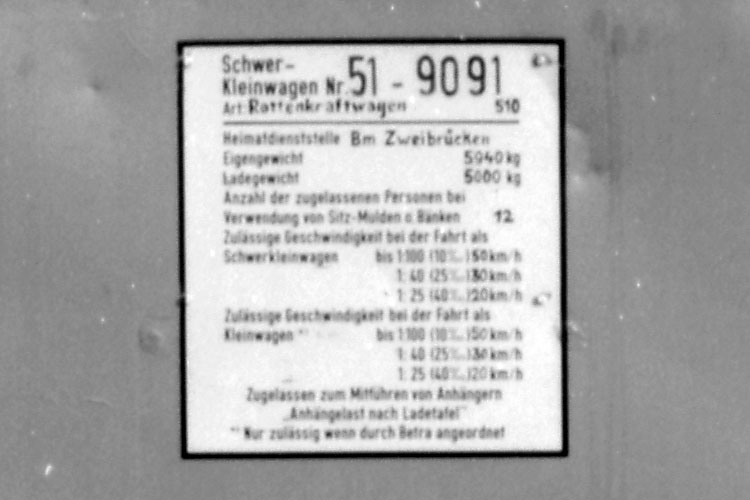 Schwer-
Kleinwagen Nr. 51 - 9091
Art Rottenkraftwagen 510
Heimatdienststelle Bm Zweibrücken
Eigengewicht 5940 kg
Ladegewicht 5000 kg
Anzahl der zugelassenen Personen bei
Verwendung von Sitz-Mulden o. Bänken 12
Zulässige Geschwindigkeit bei der Fahrt als
Schwerkleinwagen bis 1:100 (10‰) 50 km/h
1: 40 (25‰) 30 km/h
1: 25 (40‰) 20 km/h
Zulässige Geschwindigkeit bei der Fahrt als
Kleinwagen *) bis 1:100 (10‰) 50 km/h
1: 40 (25‰) 30 km/h
1: 25 (40‰) 20 km/h
Zugelassen zum Mitführen von Anhängern
„Anhängelast nach Ladetafel"
*) Nur zulässig wenn durch Betra angeordnet